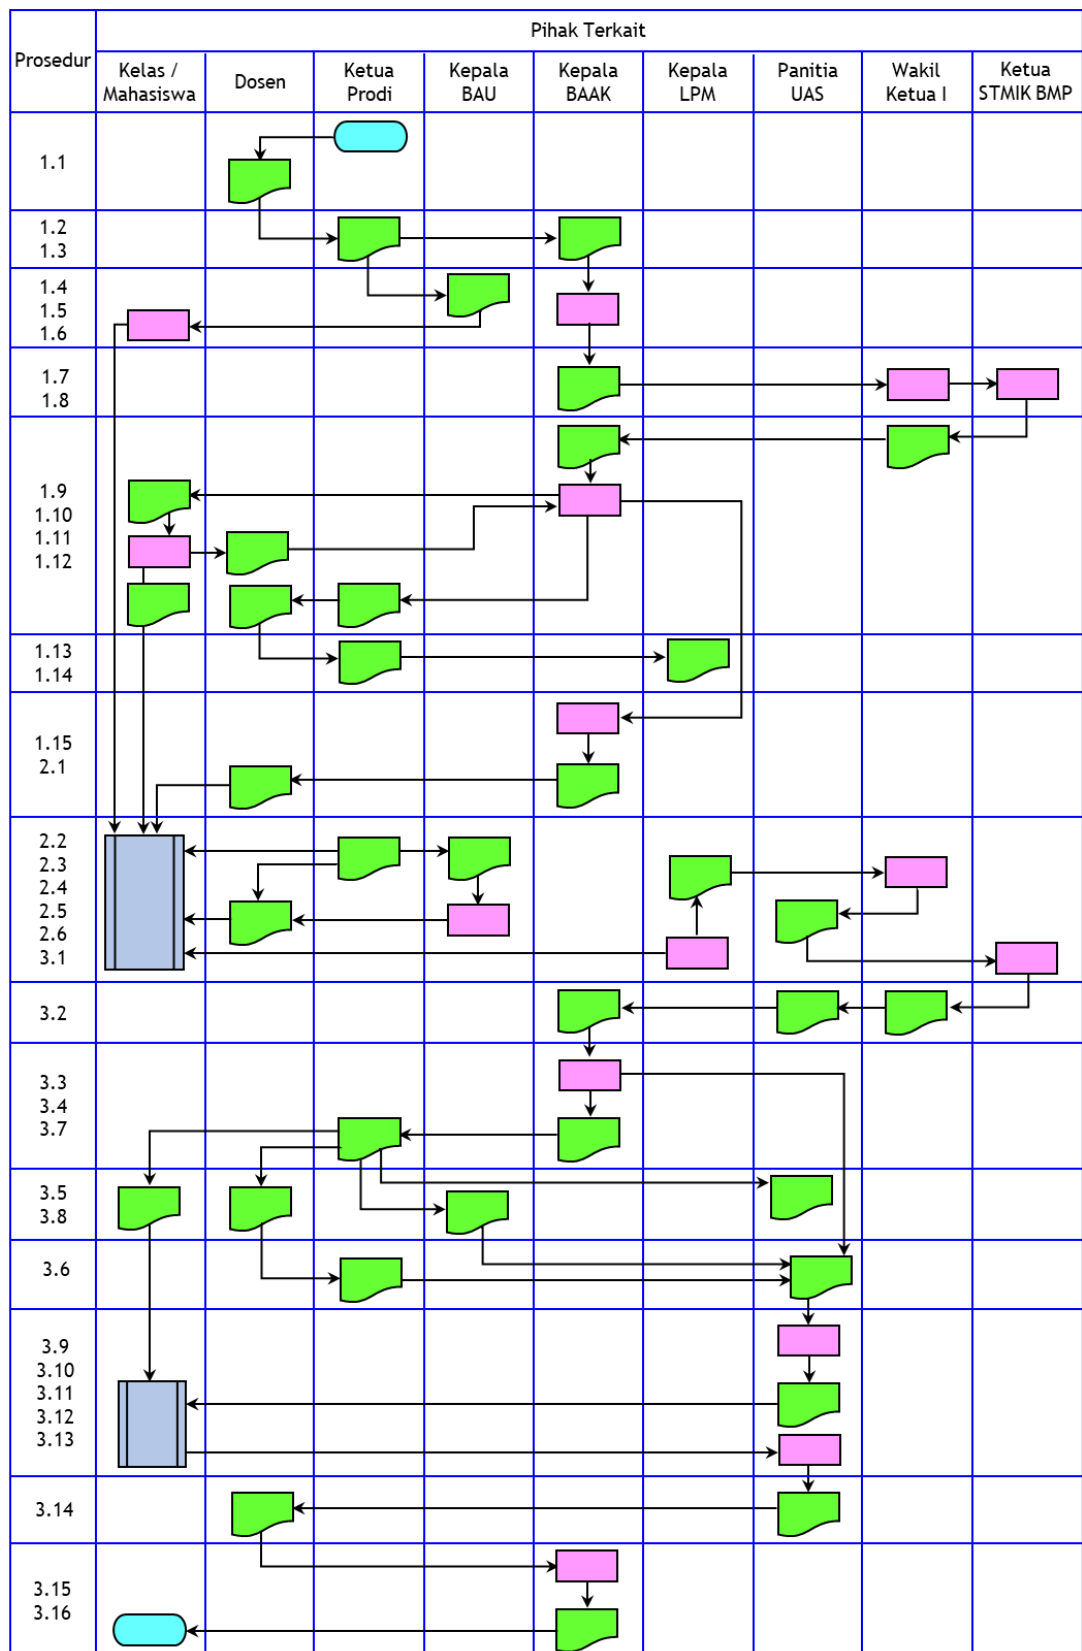 Prosedur
Pihak Terkait
Kelas /
Mahasiswa
Dosen
Ketua
Prodi
Kepala
BAU
Kepala
BAAK
Kepala
LPM
Panitia
UAS
Wakil
Ketua I
Ketua
STMIK BMP
1.1
1.2
1.3
1.4
1.5
1.6
1.7
1.8
1.9
1.10
1.11
1.12
1.13
1.14
1.15
2.1
2.2
2.3
2.4
2.5
2.6
3.1
3.2
3.3
3.4
3.7
3.5
3.8
3.6
3.9
3.10
3.11
3.12
3.13
3.14
3.15
3.16